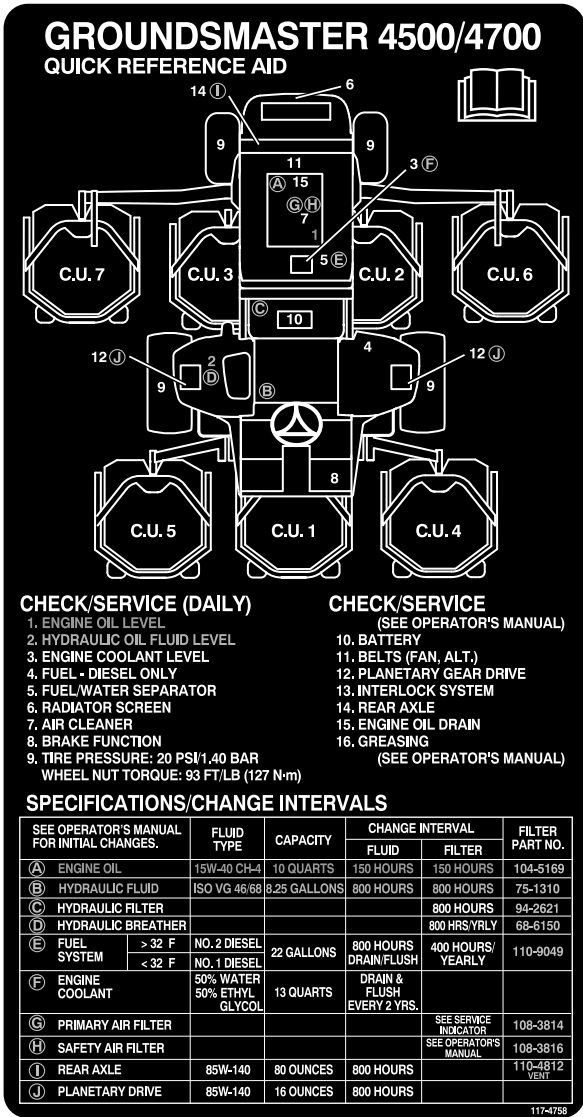 GROUNDSMASTER 4500/4700
QUICK REFERENCE AID
14 Ⓘ
6
9
9
11
3 Ⓕ
Ⓐ 15
Ⓖ Ⓗ
7
1
5 Ⓔ
C.U. 7
C.U. 3
C.U. 2
C.U. 6
Ⓒ
10
12 Ⓙ
2
Ⓓ
4
12 Ⓙ
9
Ⓑ
9
8
C.U. 5
C.U. 1
C.U. 4
CHECK/SERVICE (DAILY)
1. ENGINE OIL LEVEL
2. HYDRAULIC OIL FLUID LEVEL
3. ENGINE COOLANT LEVEL
4. FUEL - DIESEL ONLY
5. FUEL/WATER SEPARATOR
6. RADIATOR SCREEN
7. AIR CLEANER
8. BRAKE FUNCTION
9. TIRE PRESSURE: 20 PSI/1.40 BAR
WHEEL NUT TORQUE: 93 FT/LB (127 N·m)
CHECK/SERVICE
(SEE OPERATOR'S MANUAL)
10. BATTERY
11. BELTS (FAN, ALT.)
12. PLANETARY GEAR DRIVE
13. INTERLOCK SYSTEM
14. REAR AXLE
15. ENGINE OIL DRAIN
16. GREASING
(SEE OPERATOR'S MANUAL)
SPECIFICATIONS/CHANGE INTERVALS
SEE OPERATOR'S MANUAL
FOR INITIAL CHANGES.
FLUID
TYPE
CAPACITY
CHANGE INTERVAL
FLUID
FILTER
FILTER
PART NO.
Ⓐ ENGINE OIL 15W-40 CH-4 10 QUARTS 150 HOURS 150 HOURS 104-5169
Ⓑ HYDRAULIC FLUID ISO VG 46/68 8.25 GALLONS 800 HOURS 800 HOURS 75-1310
Ⓒ HYDRAULIC FILTER 800 HOURS 94-2621
Ⓓ HYDRAULIC BREATHER 800 HRS/YRLY 68-6150
Ⓔ FUEL
SYSTEM
> 32 F NO. 2 DIESEL
< 32 F NO. 1 DIESEL
22 GALLONS
800 HOURS
DRAIN/FLUSH
400 HOURS/
YEARLY
110-9049
Ⓕ ENGINE
COOLANT
50% WATER
50% ETHYL
GLYCOL
13 QUARTS
DRAIN &
FLUSH
EVERY 2 YRS.
Ⓖ PRIMARY AIR FILTER
SEE SERVICE
INDICATOR
108-3814
Ⓗ SAFETY AIR FILTER
SEE OPERATOR'S
MANUAL
108-3816
Ⓘ REAR AXLE 85W-140 80 OUNCES 800 HOURS
110-4812
VENT
Ⓙ PLANETARY DRIVE 85W-140 16 OUNCES 800 HOURS
117-4758